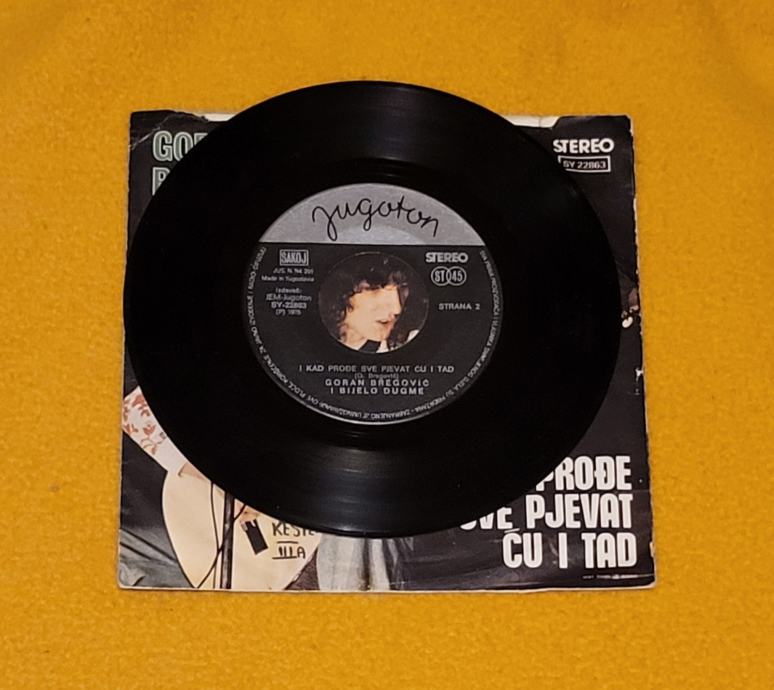 STEREO
SY 22863
Jugoton
SAKOJ
JUS. N. N4. 201
Made in Yugoslavia
Izdavač:
JEM-Jugoton
SY-22863
(P) 1975
STEREO
ST 45
STRANA 2
I KAD PROĐE SVE PJEVAT ĆU I TAD
(G. Bregović)
GORAN BREGOVIĆ
I BIJELO DUGME
PROĐE
SVE PJEVAT
ĆU I TAD